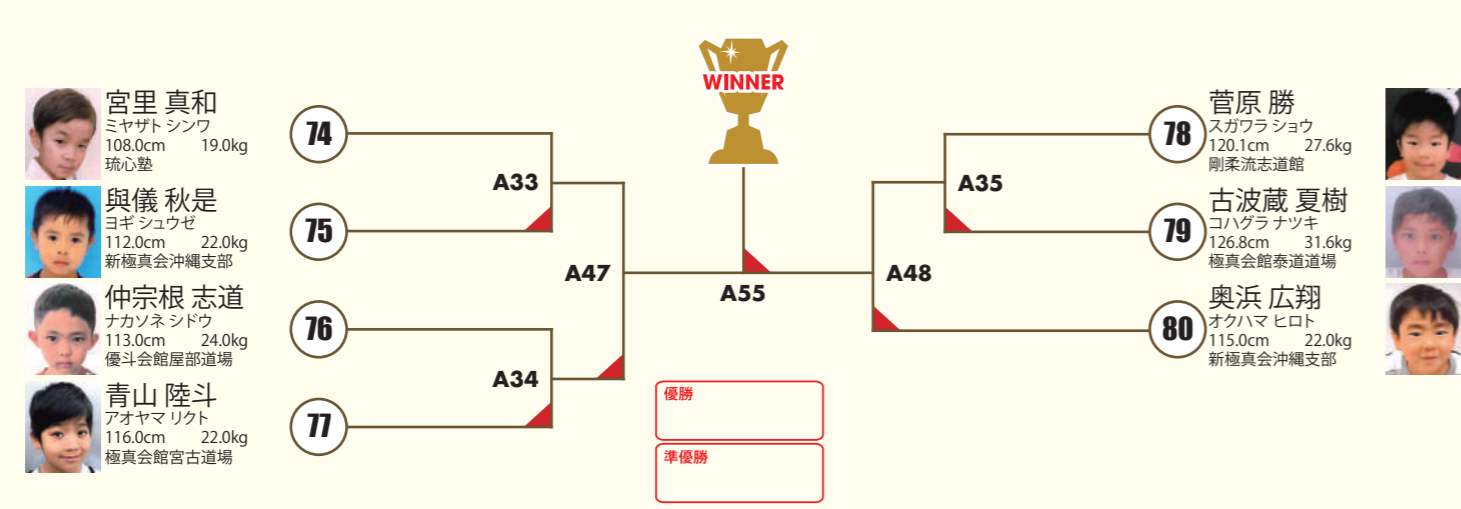 WINNER
宮里 真和
ミヤザト シンワ
108.0cm 19.0kg
琉心塾
74
與儀 秋是
ヨギ シュウゼ
112.0cm 22.0kg
新極真会沖縄支部
75
仲宗根 志道
ナカソネ シドウ
113.0cm 24.0kg
優斗会館屋部道場
76
青山 陸斗
アオヤマ リクト
116.0cm 22.0kg
極真会館宮古道場
77
A33
A34
A47
A55
A48
A35
78
菅原 勝
スガワラ ショウ
120.1cm 27.6kg
剛柔流志道館
79
古波蔵 夏樹
コハグラ ナツキ
126.8cm 31.6kg
極真会館泰道道場
80
奥浜 広翔
オクハマ ヒロト
115.0cm 22.0kg
新極真会沖縄支部
優勝
準優勝